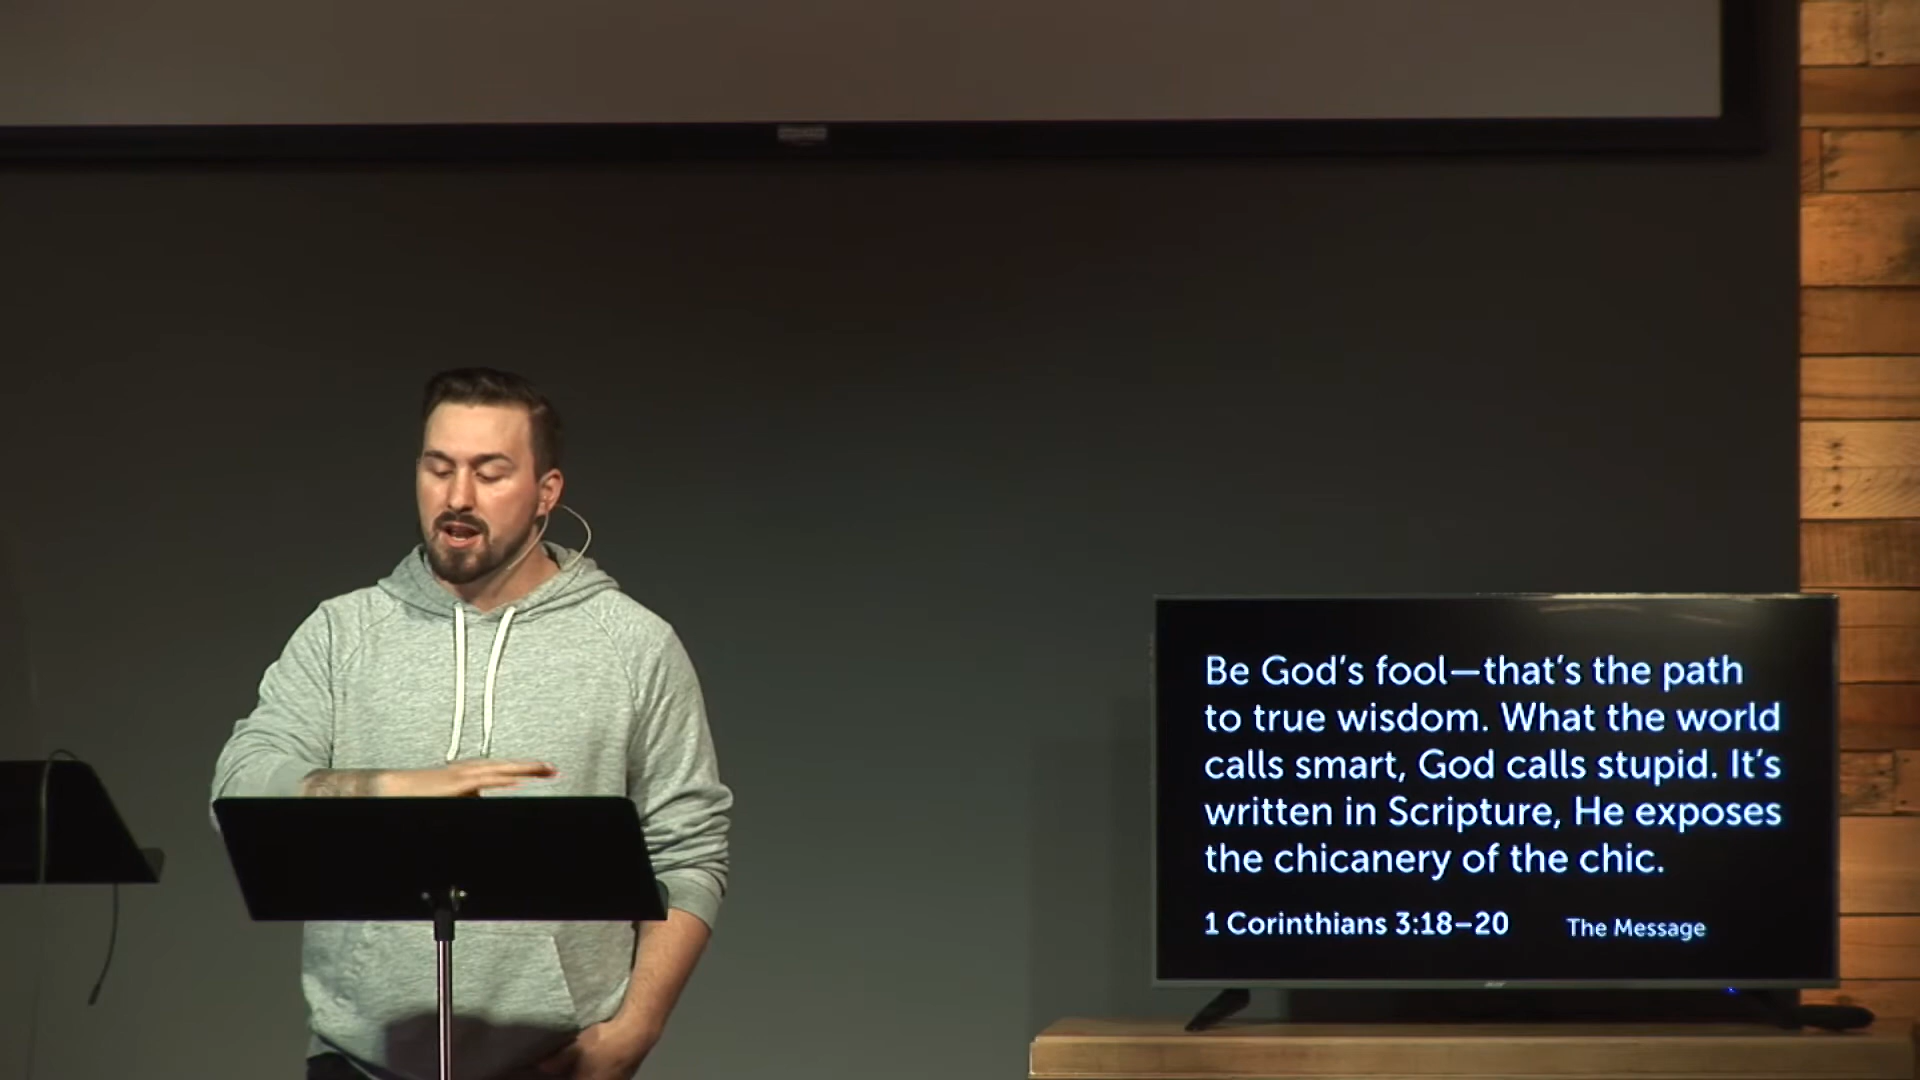 Be God's fool—that's the path
to true wisdom. What the world
calls smart, God calls stupid. It's
written in Scripture, He exposes
the chicanery of the chic.
1 Corinthians 3:18–20 The Message